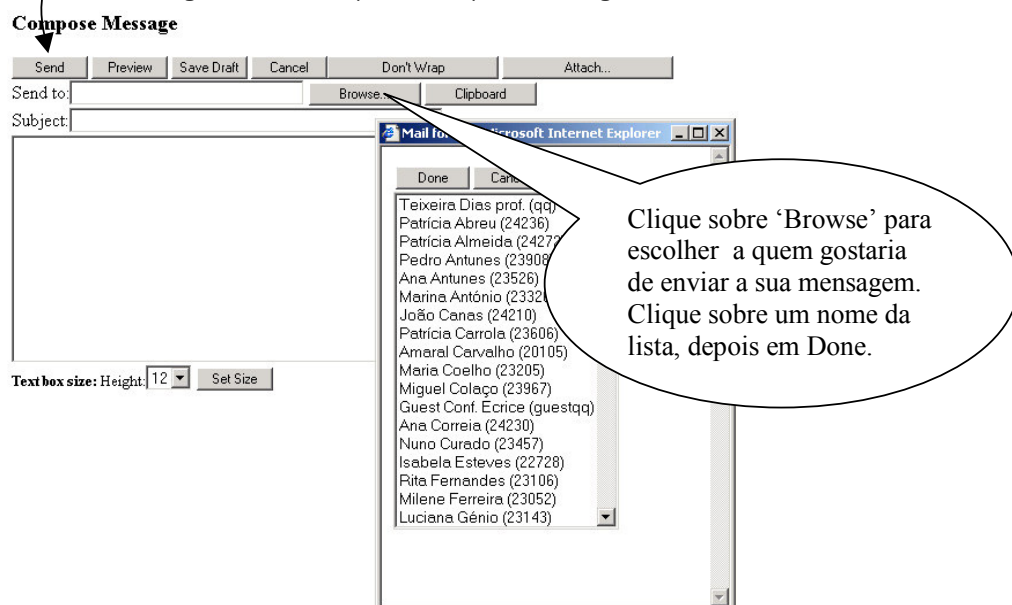 Compose Message
Send Preview Save Draft Cancel Don't Wrap Attach...
Send to: Browse... Clipboard
Subject:
Mail fo Microsoft Internet Explorer
Done Canc
Teixeira Dias prof. (qq)
Patrícia Abreu (24236)
Patrícia Almeida (24272
Pedro Antunes (23908
Ana Antunes (23526)
Marina António (2332
João Canas (24210)
Patrícia Carrola (23606)
Amaral Carvalho (20105)
Maria Coelho (23205)
Miguel Colaço (23967)
Guest Conf. Ecrice (guestqq)
Ana Correia (24230)
Nuno Curado (23457)
Isabela Esteves (22728)
Rita Fernandes (23106)
Milene Ferreira (23052)
Luciana Génio (23143)
Clique sobre ‘Browse’ para
escolher a quem gostaria
de enviar a sua mensagem.
Clique sobre um nome da
lista, depois em Done.
Text box size: Height: 12 Set Size